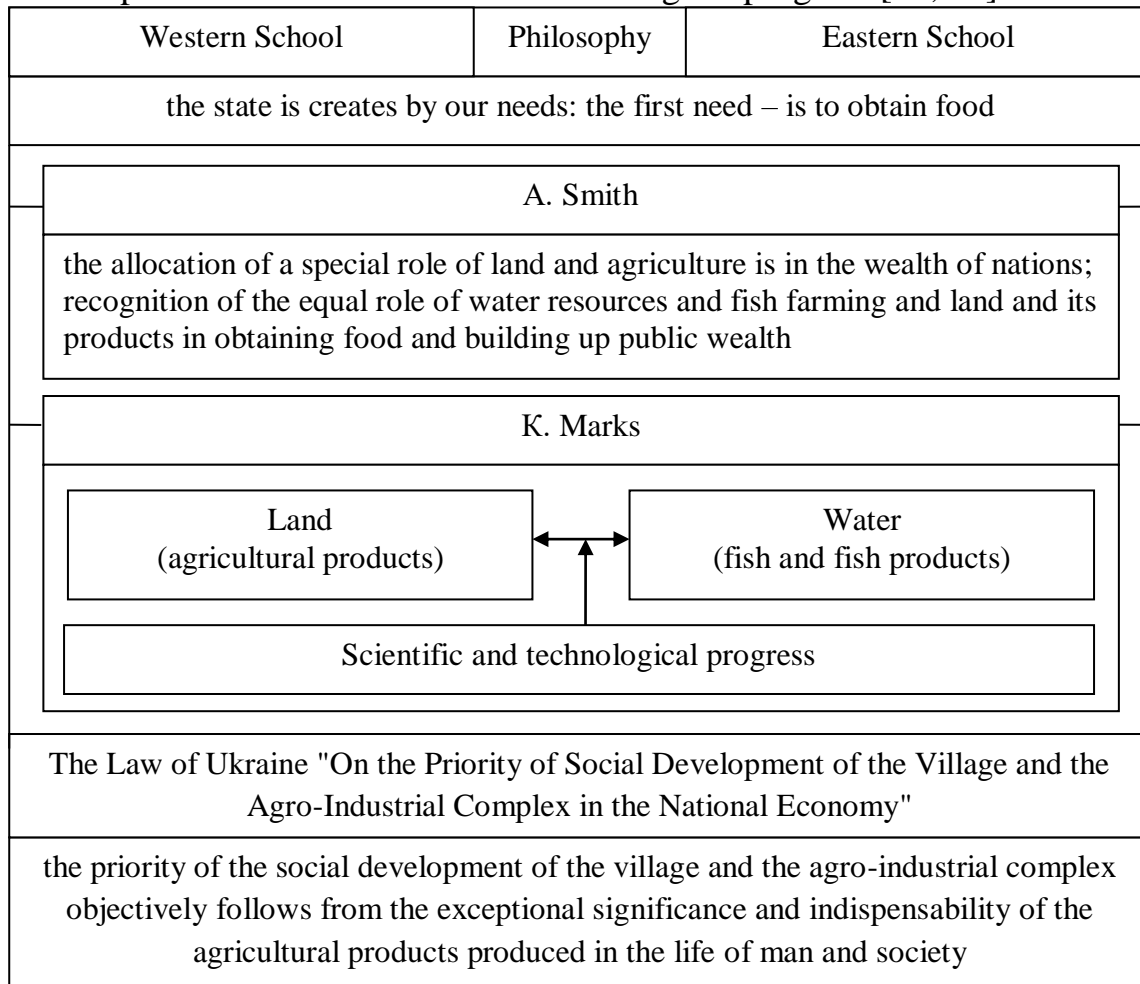 Western School
Philosophy
Eastern School
the state is creates by our needs: the first need – is to obtain food
A. Smith
the allocation of a special role of land and agriculture is in the wealth of nations;
recognition of the equal role of water resources and fish farming and land and its
products in obtaining food and building up public wealth
К. Marks
Land
(agricultural products)
Water
(fish and fish products)
Scientific and technological progress
The Law of Ukraine "On the Priority of Social Development of the Village and the
Agro-Industrial Complex in the National Economy"
the priority of the social development of the village and the agro-industrial complex
objectively follows from the exceptional significance and indispensability of the
agricultural products produced in the life of man and society